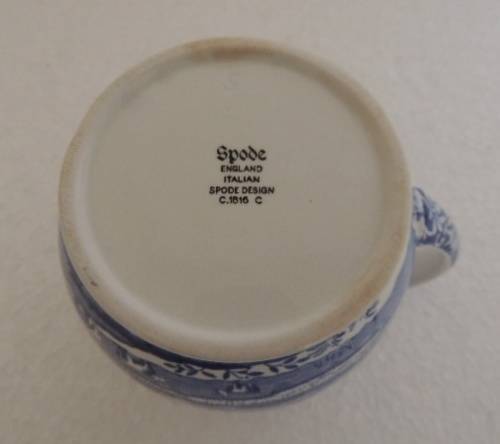 Spode
ENGLAND
ITALIAN
SPODE DESIGN
C.1816 C